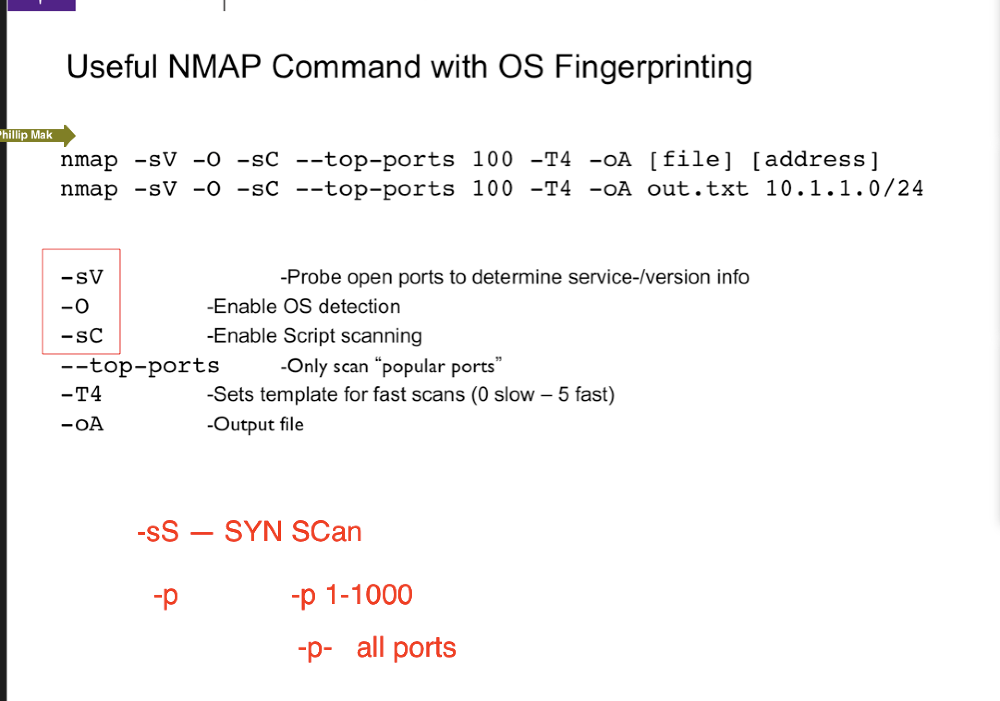 Useful NMAP Command with OS Fingerprinting
Phillip Mak
nmap -sV -O -sC --top-ports 100 -T4 -oA [file] [address]
nmap -sV -O -sC --top-ports 100 -T4 -oA out.txt 10.1.1.0/24
-sV -Probe open ports to determine service-/version info
-O -Enable OS detection
-sC -Enable Script scanning
--top-ports -Only scan “popular ports”
-T4 -Sets template for fast scans (0 slow – 5 fast)
-oA -Output file
-sS — SYN SCan
-p -p 1-1000
-p- all ports